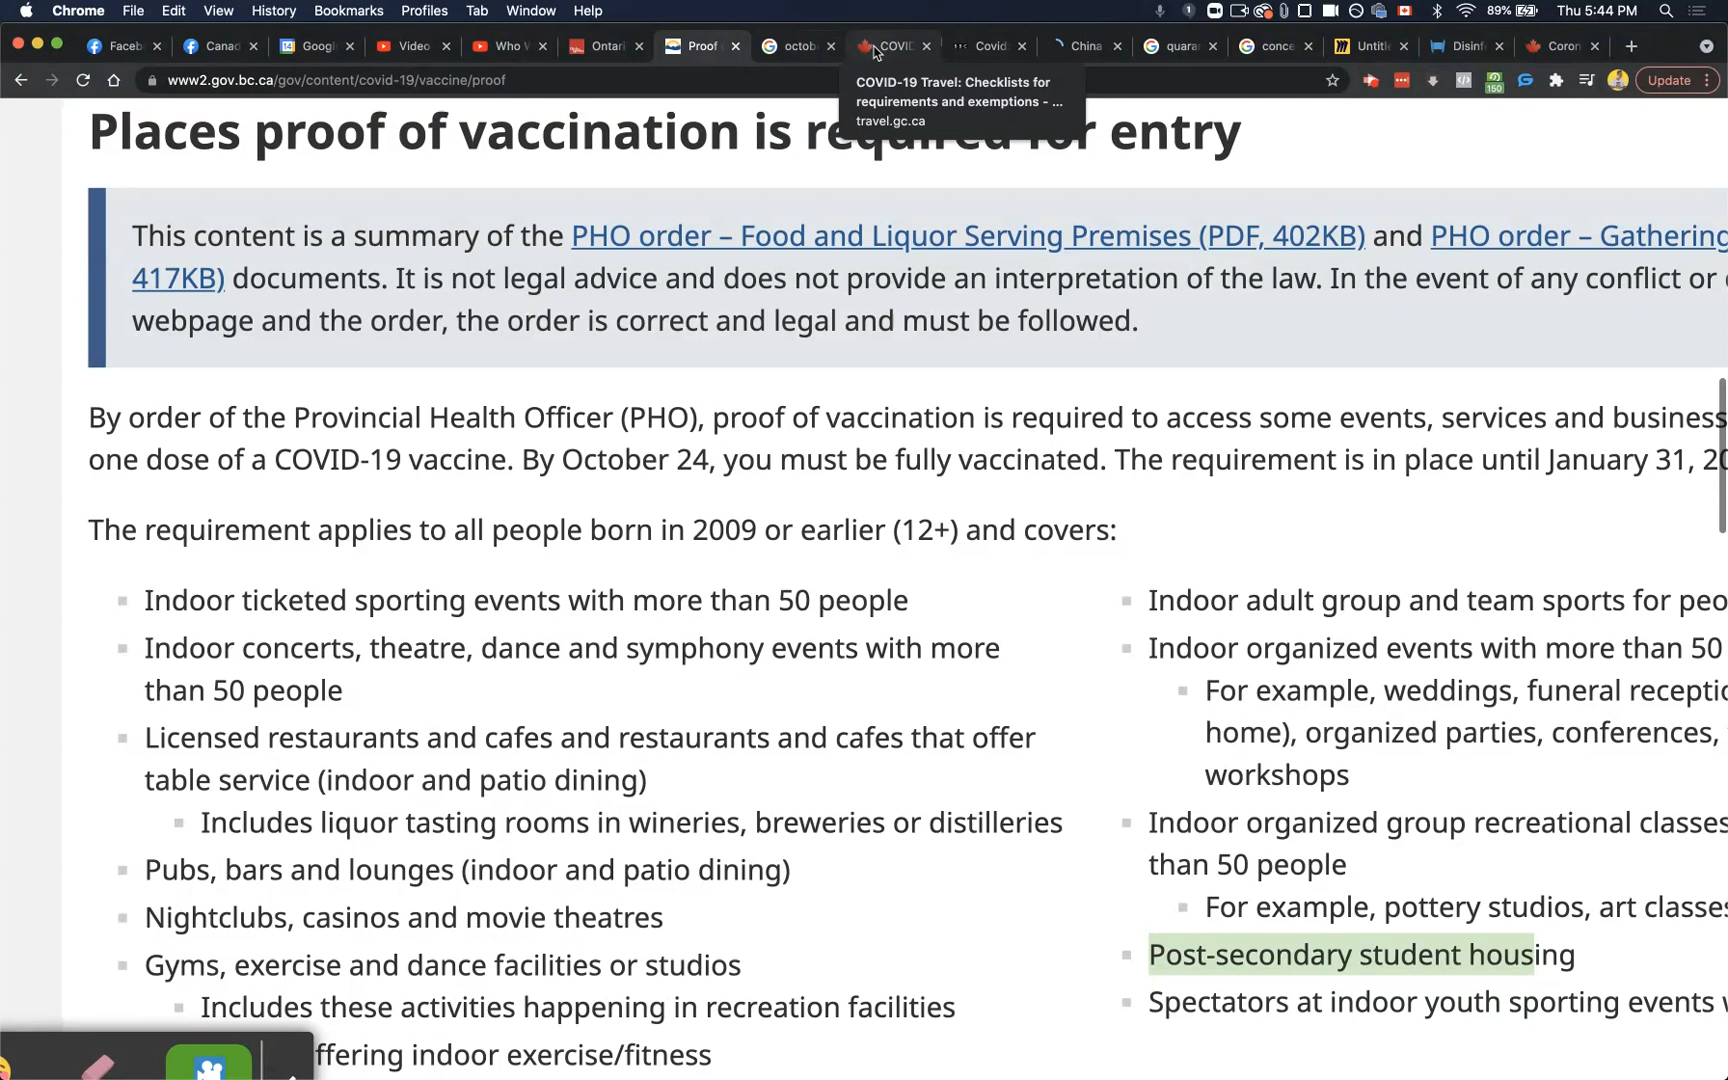 Chrome File Edit View History Bookmarks Profiles Tab Window Help 1 89% Thu 5:44 PM
Faceb Canad Googl Video Who W Ontari Proof octob COVID Covid. China quara conce Untitl Disinf Coron
www2.gov.bc.ca/gov/content/covid-19/vaccine/proof 150 Update
COVID-19 Travel: Checklists for
requirements and exemptions - ...
travel.gc.ca
Places proof of vaccination is required for entry
This content is a summary of the PHO order – Food and Liquor Serving Premises (PDF, 402KB) and PHO order – Gathering
417KB) documents. It is not legal advice and does not provide an interpretation of the law. In the event of any conflict or
webpage and the order, the order is correct and legal and must be followed.
By order of the Provincial Health Officer (PHO), proof of vaccination is required to access some events, services and business
one dose of a COVID-19 vaccine. By October 24, you must be fully vaccinated. The requirement is in place until January 31, 20
The requirement applies to all people born in 2009 or earlier (12+) and covers:
Indoor ticketed sporting events with more than 50 people
Indoor concerts, theatre, dance and symphony events with more
than 50 people
Licensed restaurants and cafes and restaurants and cafes that offer
table service (indoor and patio dining)
Includes liquor tasting rooms in wineries, breweries or distilleries
Pubs, bars and lounges (indoor and patio dining)
Nightclubs, casinos and movie theatres
Gyms, exercise and dance facilities or studios
Includes these activities happening in recreation facilities
ffering indoor exercise/fitness
Indoor adult group and team sports for peo
Indoor organized events with more than 50
For example, weddings, funeral receptio
home), organized parties, conferences,
workshops
Indoor organized group recreational classes
than 50 people
For example, pottery studios, art classes
Post-secondary student housing
Spectators at indoor youth sporting events w